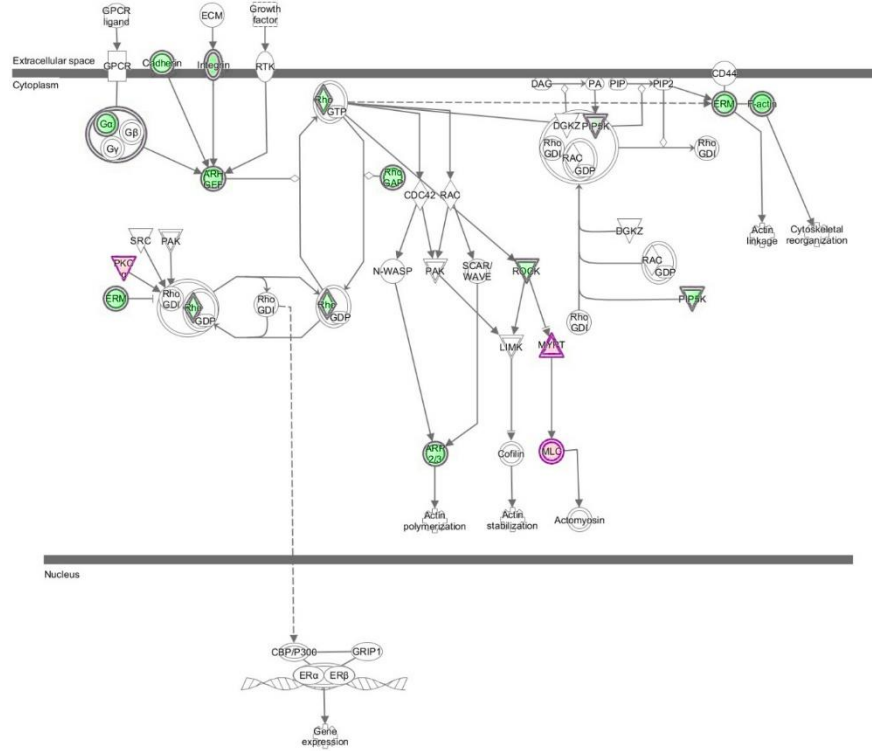 GPCR
ligand
ECM
Growth
factor
Extracellular space
GPCR
Cadherin
Integrin
RTK
CD44
Cytoplasm
DAG
PA
PIP
PIP2
Rho
GTP
ERM
F-actin
Gα
Gβ
Gγ
DGKZ
PIP5K
Rho
GDI
RAC
GDP
Rho
GDI
ARH
GEF
Rho
GAP
CDC42
RAC
SRC
PAK
DGKZ
Actin
linkage
Cytoskeletal
reorganization
PKC
N-WASP
PAK
SCAR/
WAVE
ROCK
RAC
GDP
ERM
Rho
GDI
Rho
GDP
Rho
GDI
Rho
GDP
PIP5K
Rho
GDI
LIMK
MYPT
ARP
2/3
Cofilin
MLC
Actin
polymerization
Actin
stabilization
Actomyosin
Nucleus
CBP/P300
GRIP1
ERα
ERβ
Gene
expression